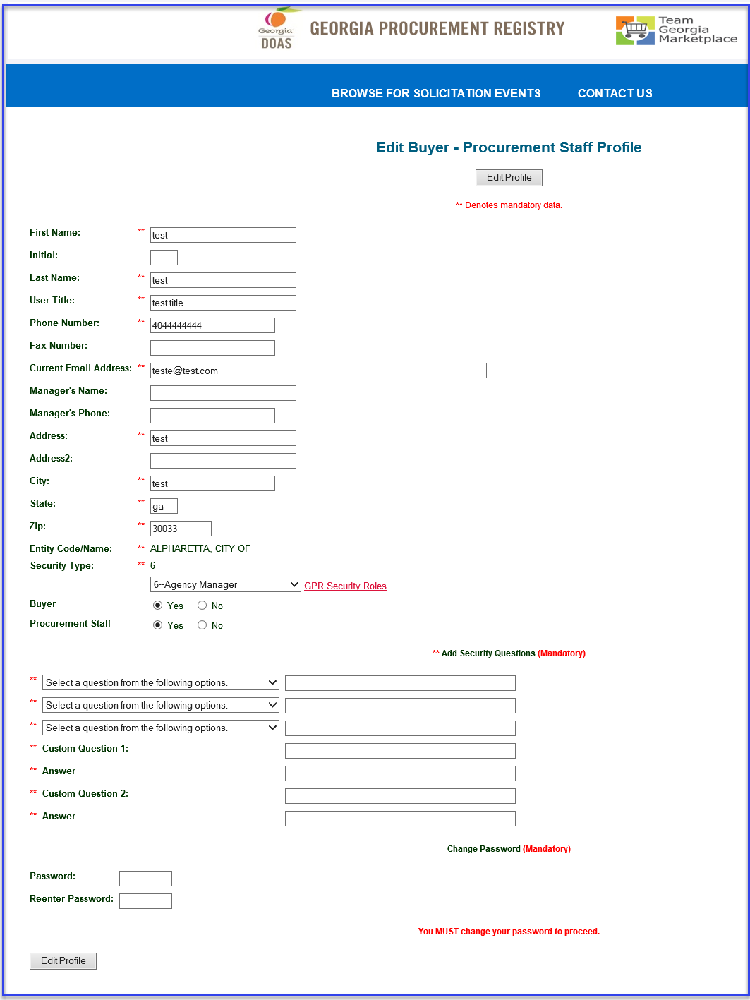 Georgia
DOAS
GEORGIA PROCUREMENT REGISTRY
Team
Georgia
Marketplace
BROWSE FOR SOLICITATION EVENTS CONTACT US
Edit Buyer - Procurement Staff Profile
Edit Profile
** Denotes mandatory data.
First Name: ** test
Initial:
Last Name: ** test
User Title: ** test title
Phone Number: ** 4044444444
Fax Number:
Current Email Address: ** teste@test.com
Manager's Name:
Manager's Phone:
Address: ** test
Address2:
City: ** test
State: ** ga
Zip: ** 30033
Entity Code/Name: ** ALPHARETTA, CITY OF
Security Type: ** 6
6--Agency Manager GPR Security Roles
Buyer Yes No
Procurement Staff Yes No
** Add Security Questions (Mandatory)
** Select a question from the following options.
** Select a question from the following options.
** Select a question from the following options.
** Custom Question 1:
** Answer
** Custom Question 2:
** Answer
Change Password (Mandatory)
Password:
Reenter Password:
You MUST change your password to proceed.
Edit Profile